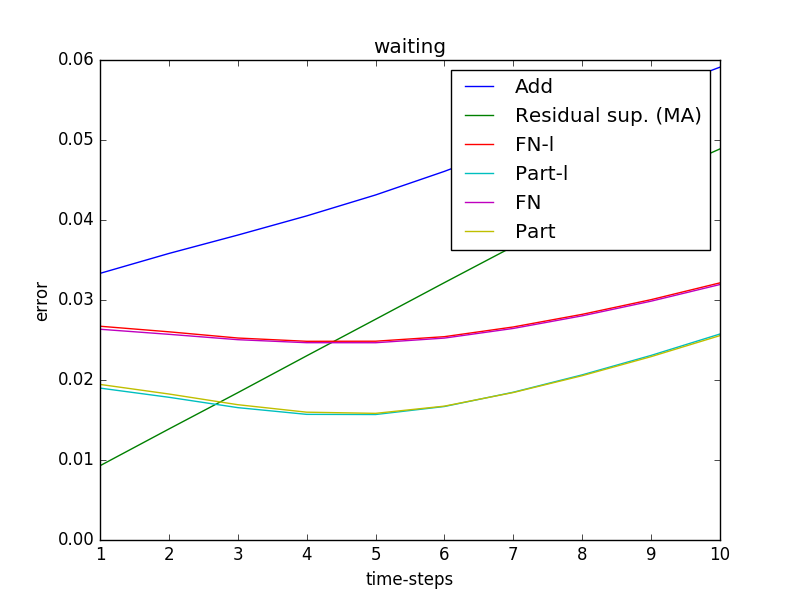 waiting
0.06
0.05
0.04
0.03
0.02
0.01
0.00
error
Add
Residual sup. (MA)
FN-l
Part-l
FN
Part
1 2 3 4 5 6 7 8 9 10
time-steps